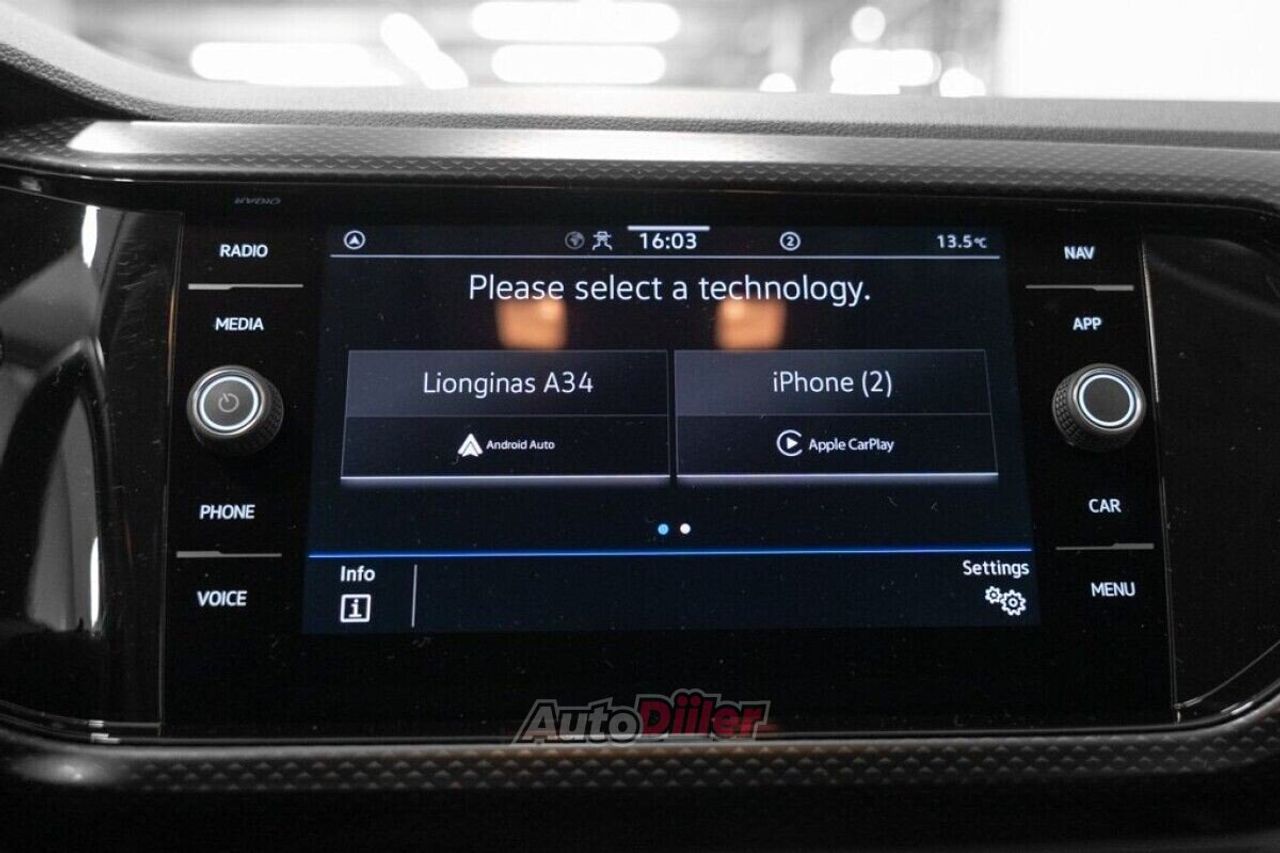 RADIO
MEDIA
PHONE
VOICE
16:03
2
13.5°C
Please select a technology.
Lionginas A34
Android Auto
iPhone (2)
Apple CarPlay
Info
i
Settings
NAV
APP
CAR
MENU
AutoDiiler